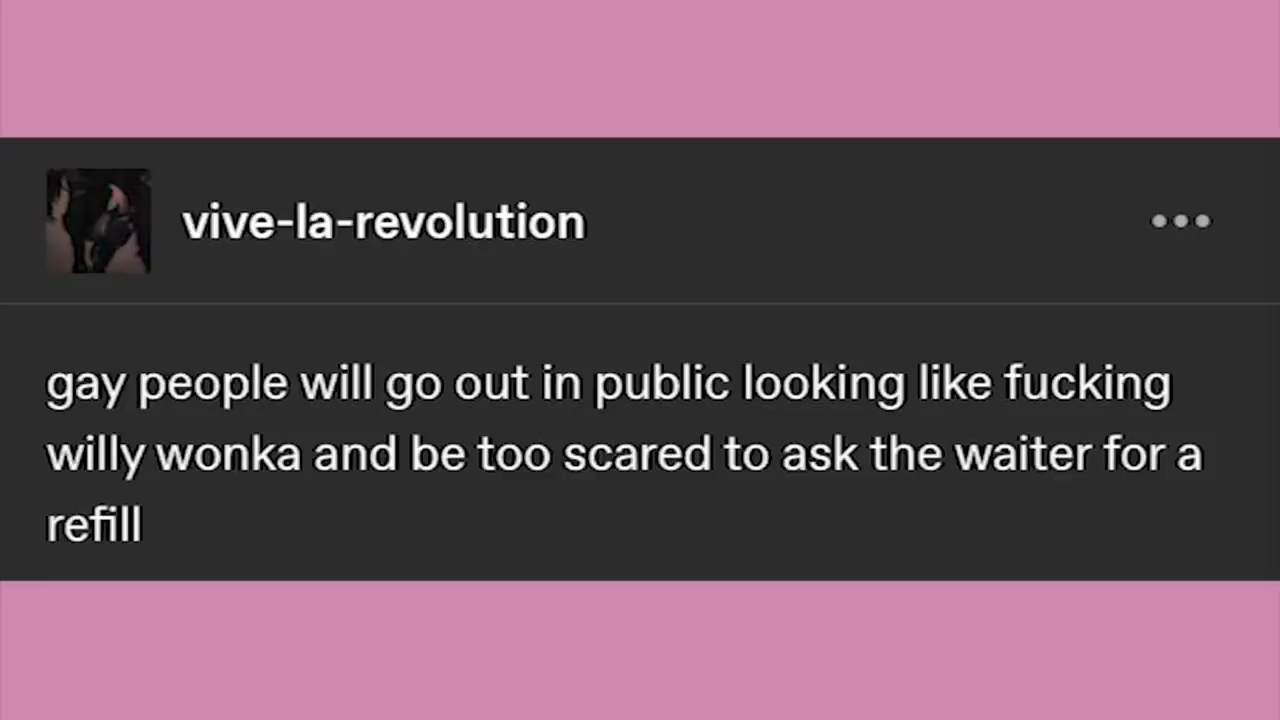 vive-la-revolution
gay people will go out in public looking like fucking
willy wonka and be too scared to ask the waiter for a
refill